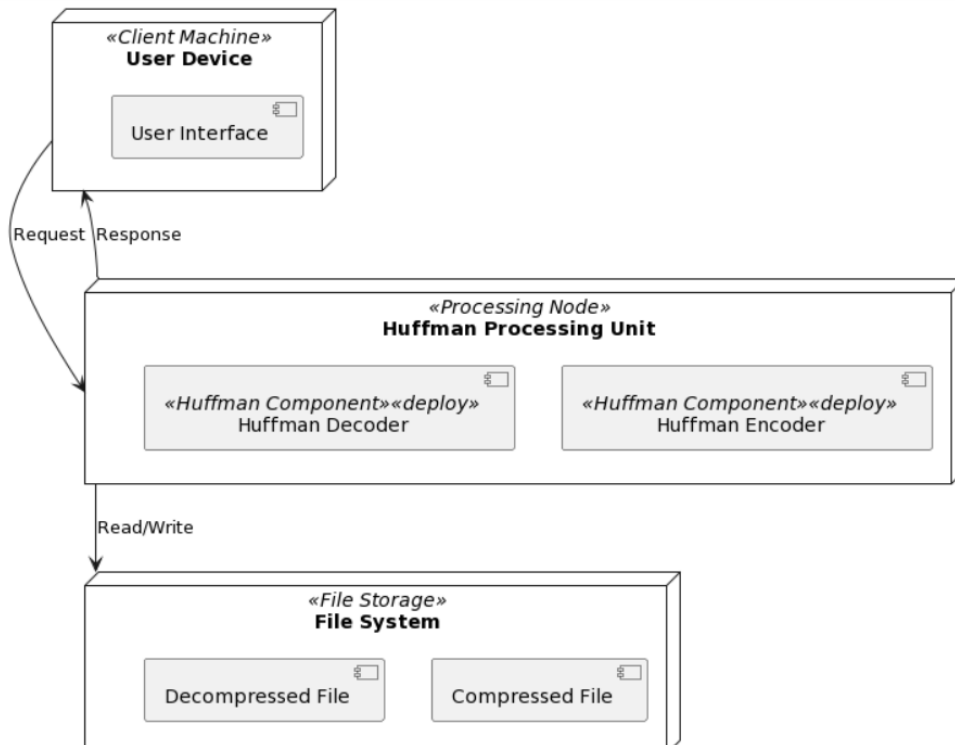 «Client Machine»
User Device
User Interface
Request
Response
«Processing Node»
Huffman Processing Unit
«Huffman Component»«deploy»
Huffman Decoder
«Huffman Component»«deploy»
Huffman Encoder
Read/Write
«File Storage»
File System
Decompressed File
Compressed File